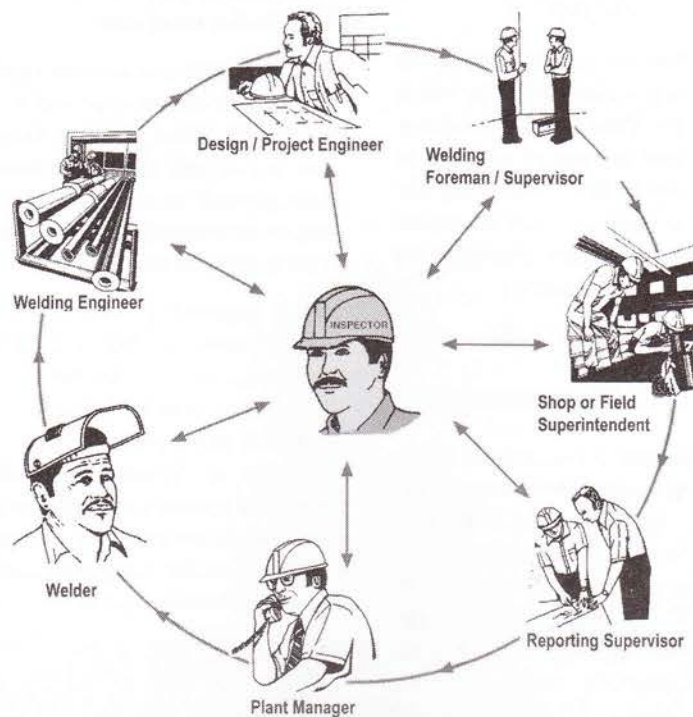 Design / Project Engineer
Welding
Foreman / Supervisor
Welding Engineer
INSPECTOR
Shop or Field
Superintendent
Welder
Reporting Supervisor
Plant Manager